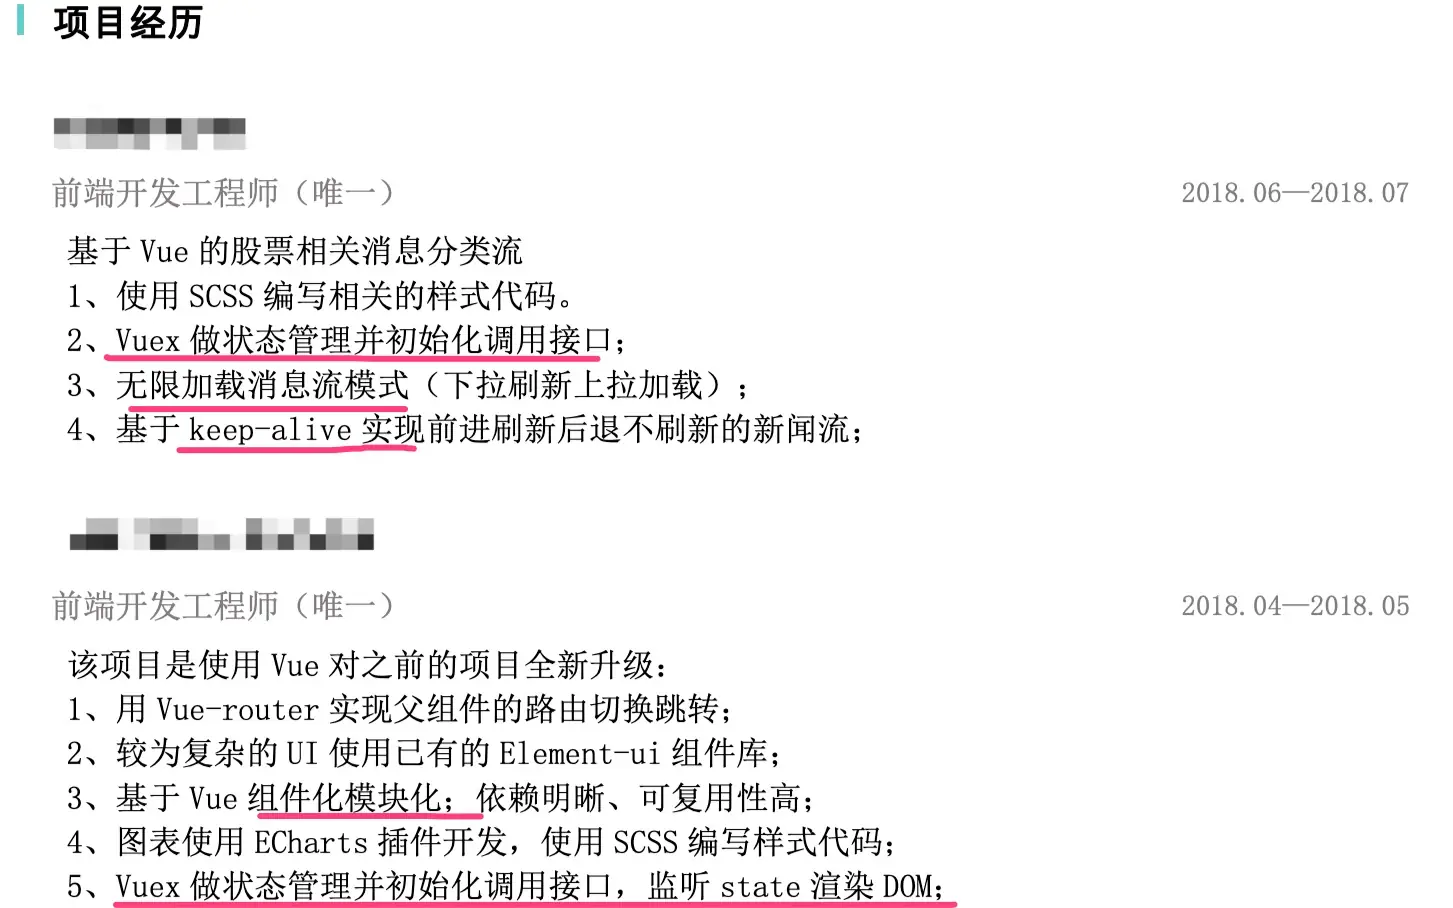 项目经历
前端开发工程师（唯一）
2018.06—2018.07
基于 Vue 的股票相关消息分类流
1、使用 SCSS 编写相关的样式代码。
2、Vuex 做状态管理并初始化调用接口；
3、无限加载消息流模式（下拉刷新上拉加载）；
4、基于 keep-alive 实现前进刷新后退不刷新的新闻流；
前端开发工程师（唯一）
2018.04—2018.05
该项目是使用 Vue 对之前的项目全新升级：
1、用 Vue-router 实现父组件的路由切换跳转；
2、较为复杂的 UI 使用已有的 Element-ui 组件库；
3、基于 Vue 组件化模块化；依赖明晰、可复用性高；
4、图表使用 ECharts 插件开发，使用 SCSS 编写样式代码；
5、Vuex 做状态管理并初始化调用接口，监听 state 渲染 DOM；